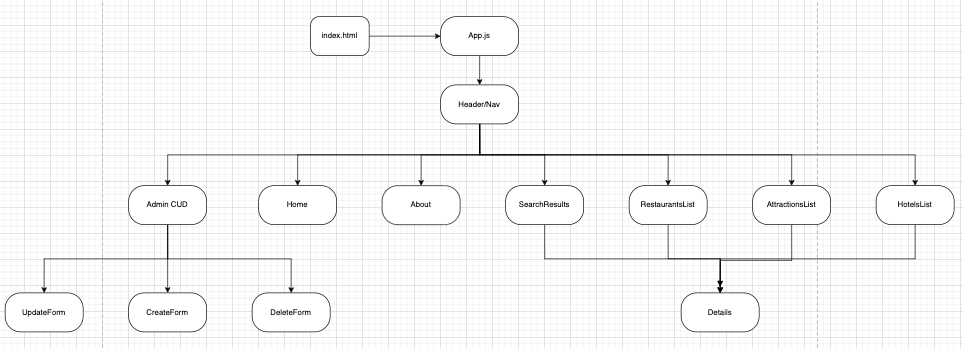 index.html
App.js
Header/Nav
Admin CUD
Home
About
SearchResults
RestaurantsList
AttractionsList
HotelsList
UpdateForm
CreateForm
DeleteForm
Details